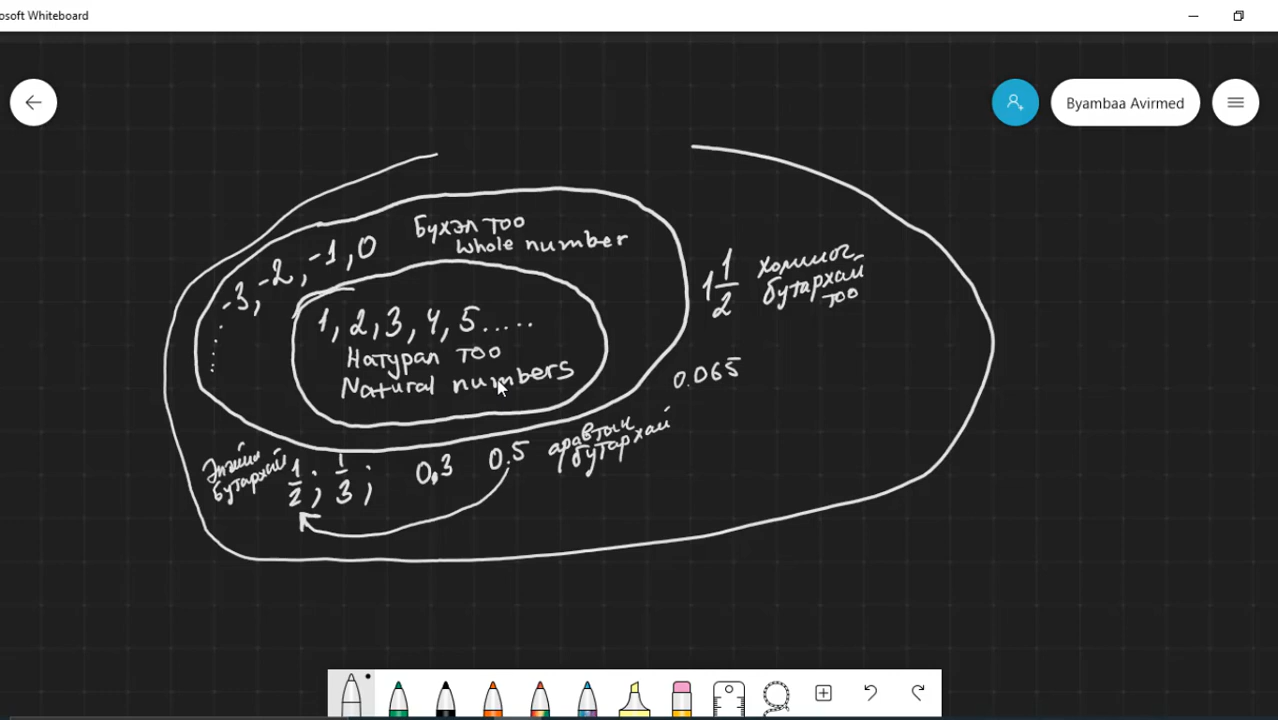 osoft Whiteboard
Byambaa Avirmed
Бүхэл тоо
Whole number
-3, -2, -1, 0
.....
1, 2, 3, 4, 5.....
Натурал тоо
Natural numbers
1 1/2
холимог
бутархай
тоо
0.065
Энгийн
бутархай
1/2 ; 1/3 ;
0,3 0.5
аравтын
бутархай